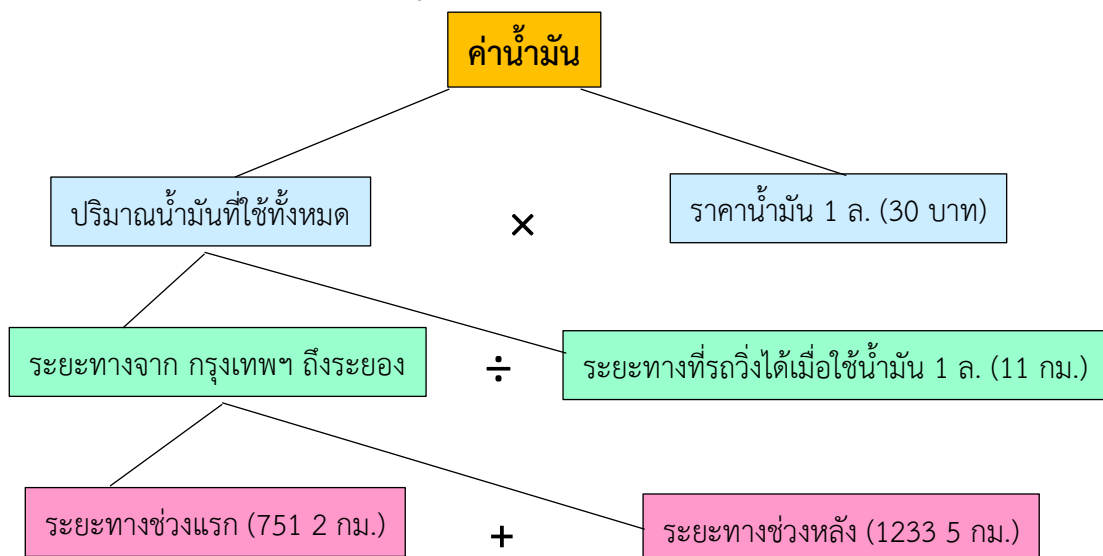 ค่าน้ำมัน
ปริมาณน้ำมันที่ใช้ทั้งหมด × ราคาน้ำมัน 1 ล. (30 บาท)
ระยะทางจาก กรุงเทพฯ ถึงระยอง ÷ ระยะทางที่รถวิ่งได้เมื่อใช้น้ำมัน 1 ล. (11 กม.)
ระยะทางช่วงแรก (751 2 กม.) + ระยะทางช่วงหลัง (1233 5 กม.)